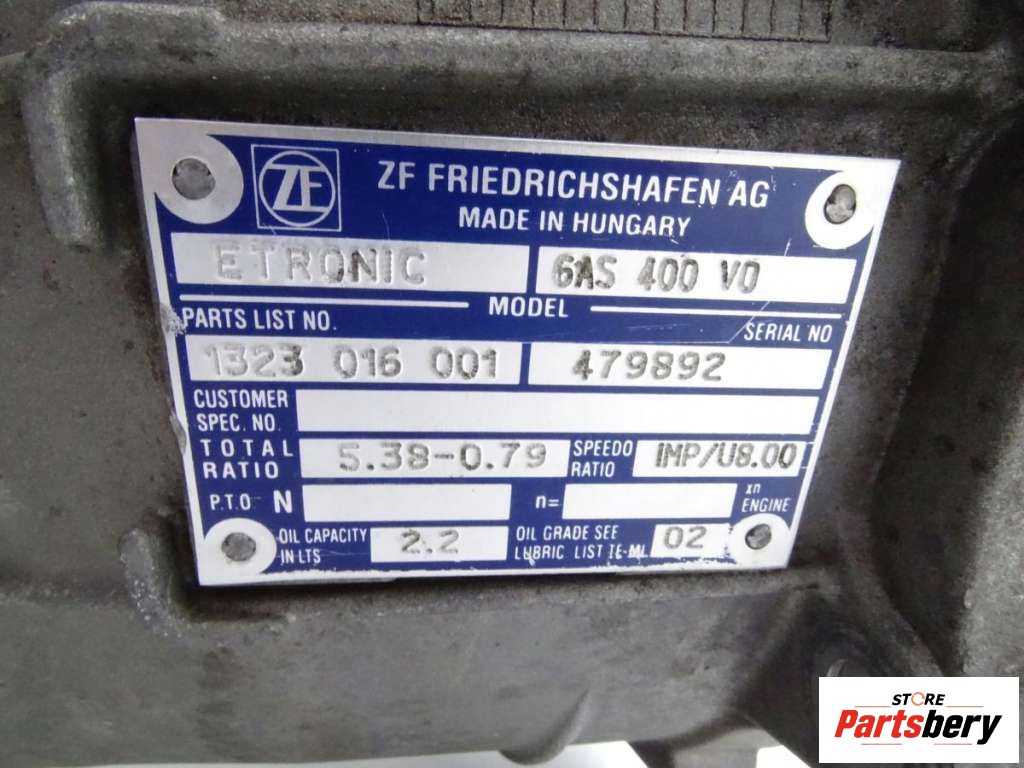 ZF
ZF FRIEDRICHSHAFEN AG
MADE IN HUNGARY
ETRONIC 6AS 400 VO
MODEL
PARTS LIST NO. SERIAL NO
1323 016 001 479892
CUSTOMER
SPEC. NO.
TOTAL RATIO 5.38-0.79 SPEEDO RATIO IMP/U8.00
P.T.O N n= xn ENGINE
OIL CAPACITY IN LTS 2.2 OIL GRADE SEE LUBRIC LIST TE-ML 02
STORE
Partsbery